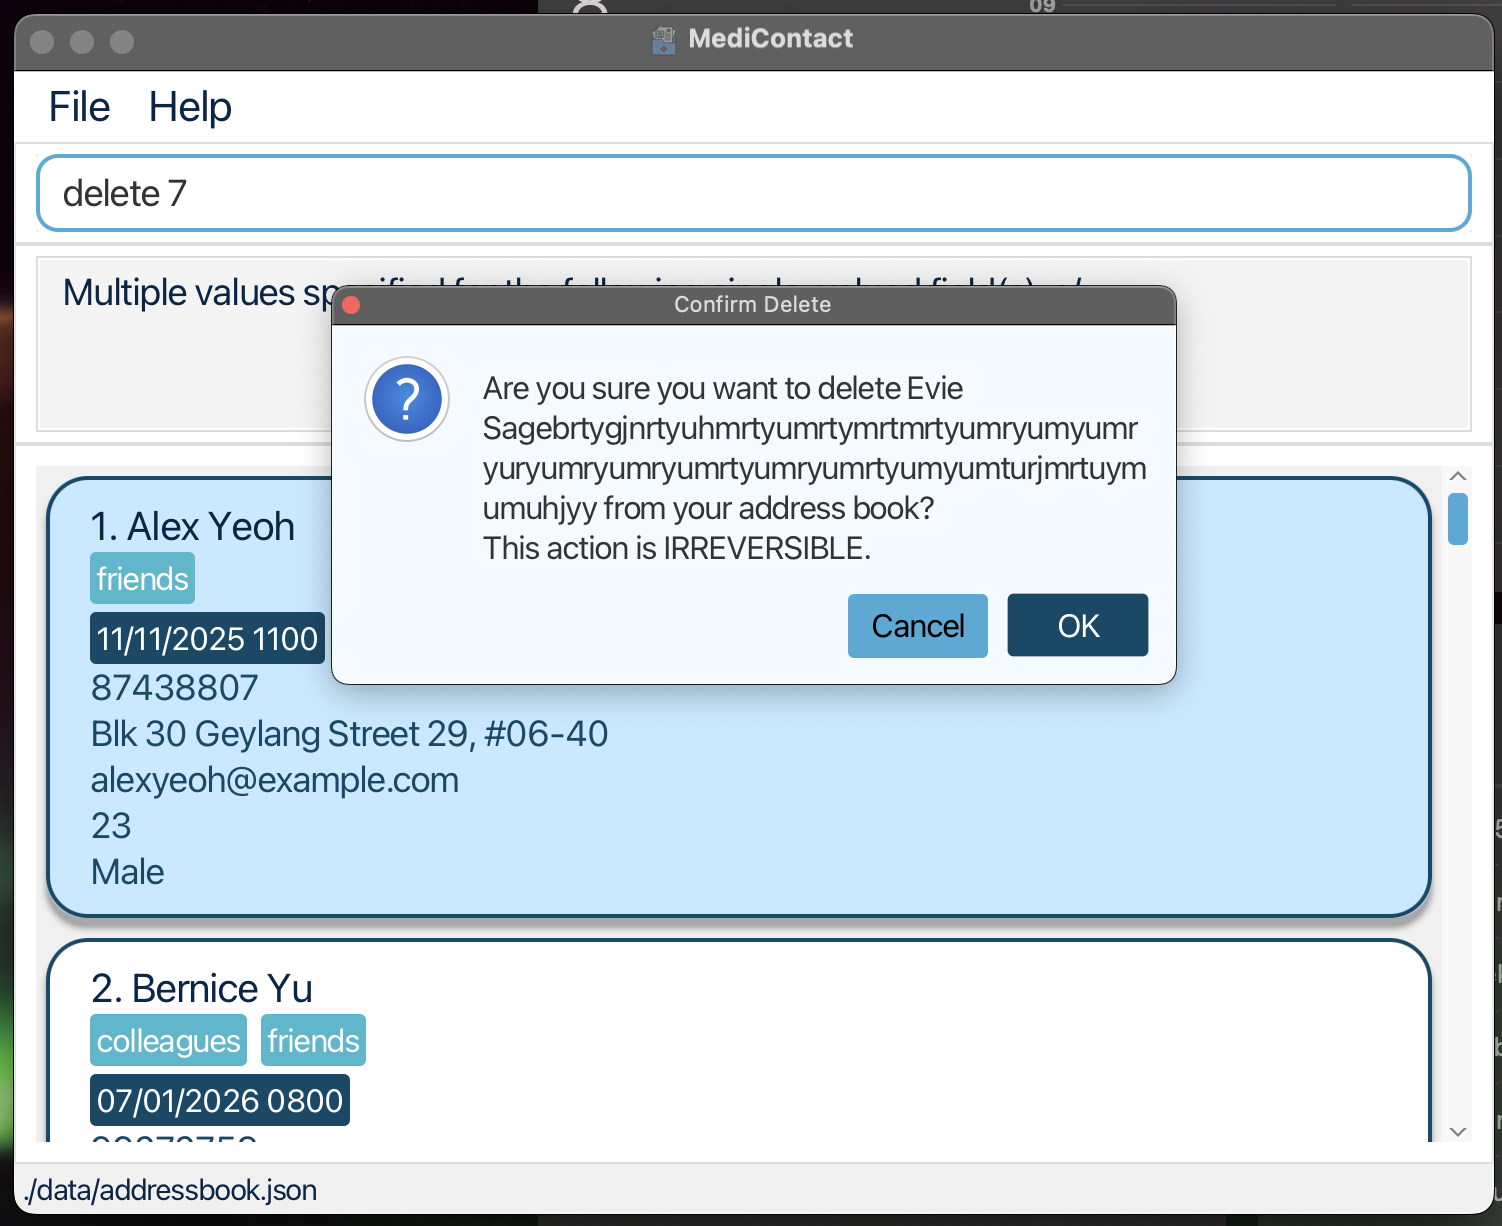 09
MediContact
File Help
delete 7
Multiple values
Confirm Delete
Are you sure you want to delete Evie
Sagebrtygjnrtyuhmrtyumrtymrtmrtyumryumyumr
yuryumryumryumrtyumryumrtyumyumturjmrtuym
umuhjyy from your address book?
This action is IRREVERSIBLE.
Cancel OK
1. Alex Yeoh
friends
11/11/2025 1100
87438807
Blk 30 Geylang Street 29, #06-40
alexyeoh@example.com
23
Male
2. Bernice Yu
colleagues friends
07/01/2026 0800
./data/addressbook.json